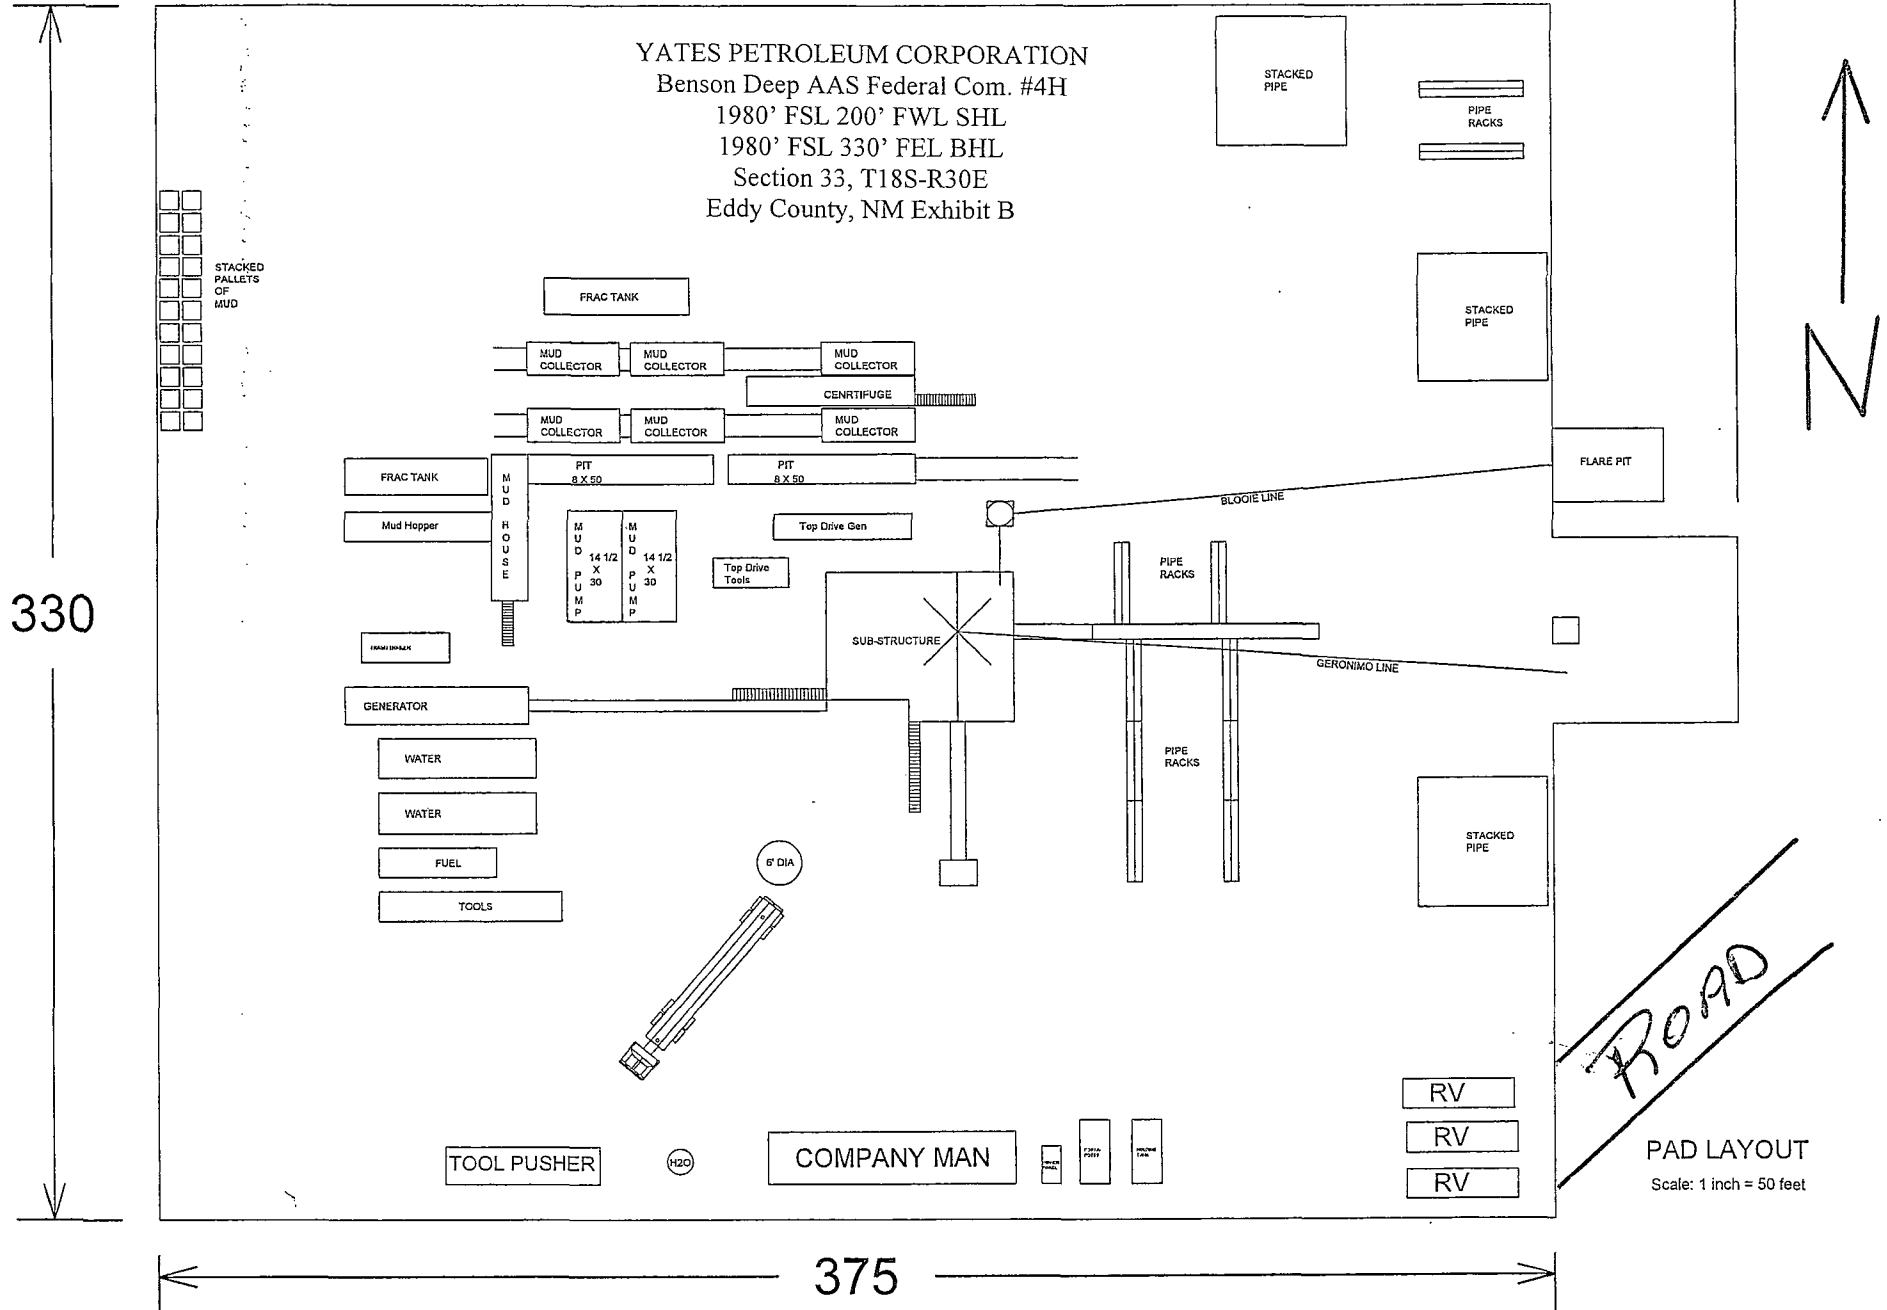 YATES PETROLEUM CORPORATION
Benson Deep AAS Federal Com. #4H
1980' FSL 200' FWL SHL
1980' FSL 330' FEL BHL
Section 33, T18S-R30E
Eddy County, NM Exhibit B
STACKED
PIPE
PIPE
RACKS
STACKED
PALLETS
OF
MUD
FRAC TANK
STACKED
PIPE
N
MUD
COLLECTOR
MUD
COLLECTOR
MUD
COLLECTOR
CENRTIFUGE
MUD
COLLECTOR
MUD
COLLECTOR
MUD
COLLECTOR
FRAC TANK
MUD HOUSE
PIT
8 X 50
PIT
8 X 50
FLARE PIT
BLOOIE LINE
Mud Hopper
MUD PUMP
14 1/2
X
30
MUD PUMP
14 1/2
X
30
Top Drive Gen
Top Drive
Tools
PIPE
RACKS
330
SUB-STRUCTURE
GERONIMO LINE
GENERATOR
WATER
PIPE
RACKS
WATER
FUEL
6' DIA
STACKED
PIPE
TOOLS
ROAD
RV
RV
RV
TOOL PUSHER
H2O
COMPANY MAN
PAD LAYOUT
Scale: 1 inch = 50 feet
375